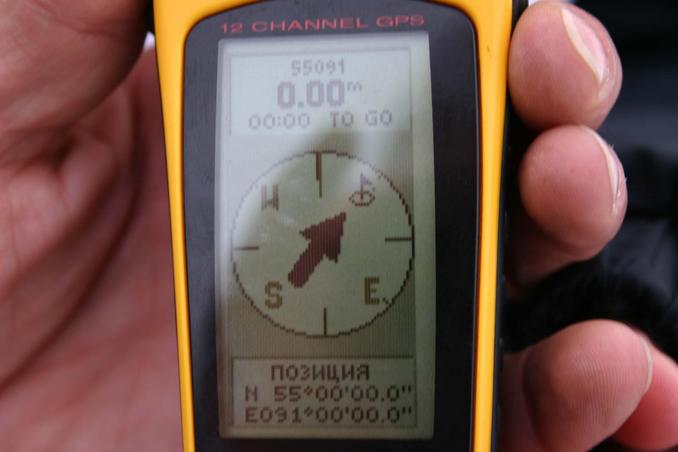 12 CHANNEL GPS
55091
0.00m
00:00 TO GO
W
S E
ПОЗИЦИЯ
N 55°00'00.0"
E091°00'00.0"